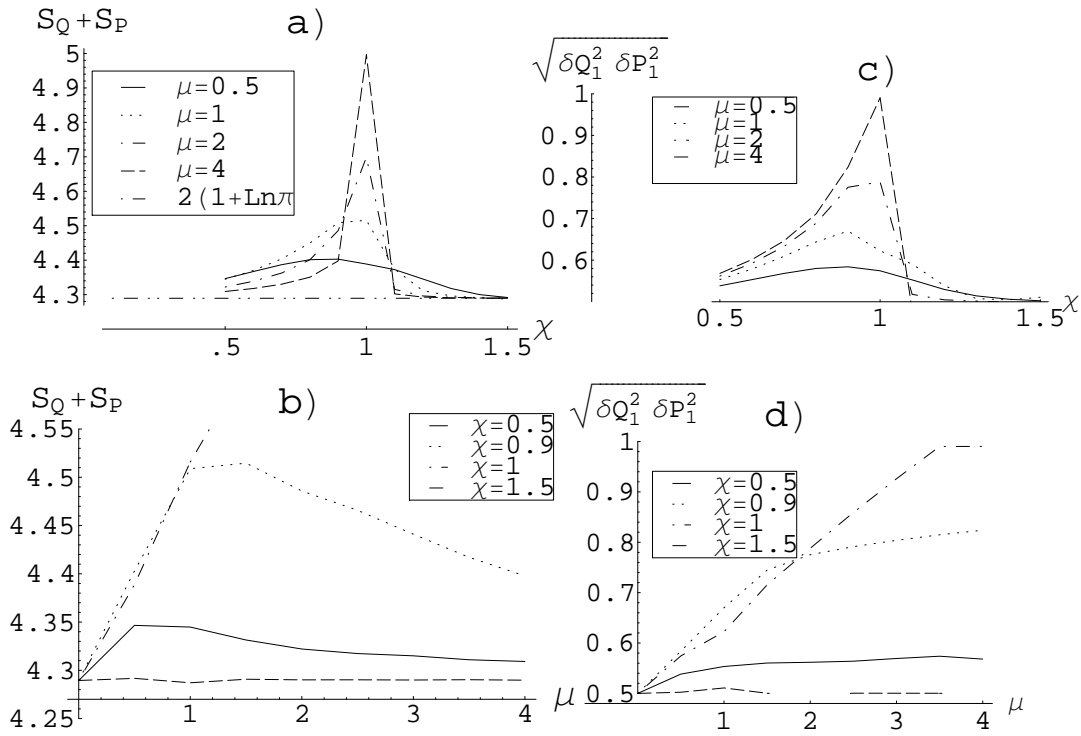 S_Q+S_P
a)
5
4.9
4.8
4.7
4.6
4.5
4.4
4.3
μ=0.5
μ=1
μ=2
μ=4
2(1+Lnπ
.5 1 1.5
χ
√δQ₁² δP₁²
c)
1
0.9
0.8
0.7
0.6
μ=0.5
μ=1
μ=2
μ=4
0.5 1 1.5
χ
S_Q+S_P
b)
4.55
4.5
4.45
4.4
4.35
4.3
4.25
χ=0.5
χ=0.9
χ=1
χ=1.5
1 2 3 4
μ
√δQ₁² δP₁²
d)
1
0.9
0.8
0.7
0.6
0.5
χ=0.5
χ=0.9
χ=1
χ=1.5
1 2 3 4
μ